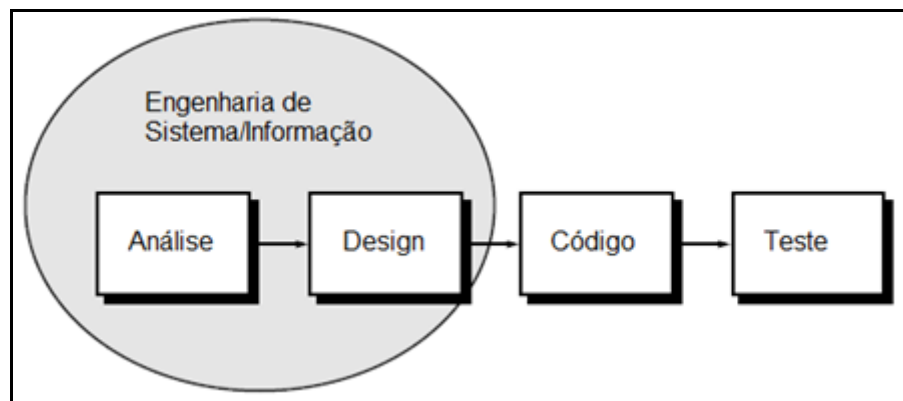 Engenharia de
Sistema/Informação
Análise
Design
Código
Teste